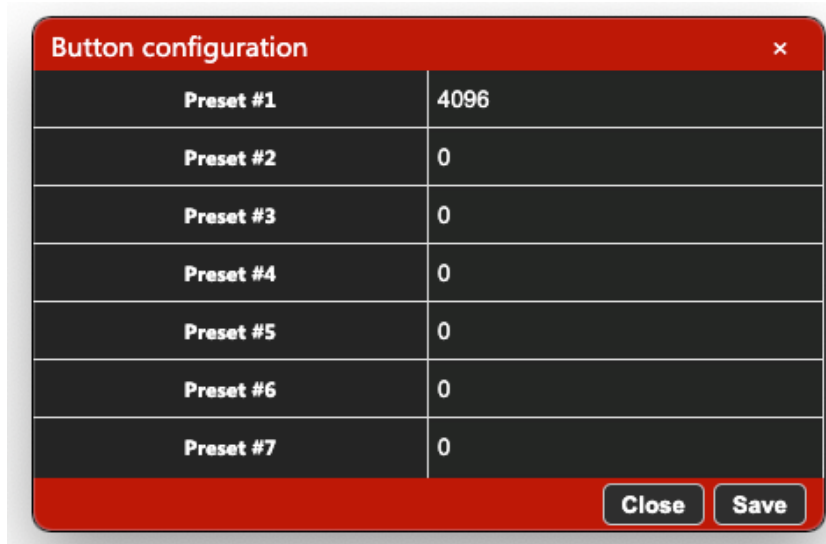 Button configuration ×
Preset #1 4096
Preset #2 0
Preset #3 0
Preset #4 0
Preset #5 0
Preset #6 0
Preset #7 0
Close Save